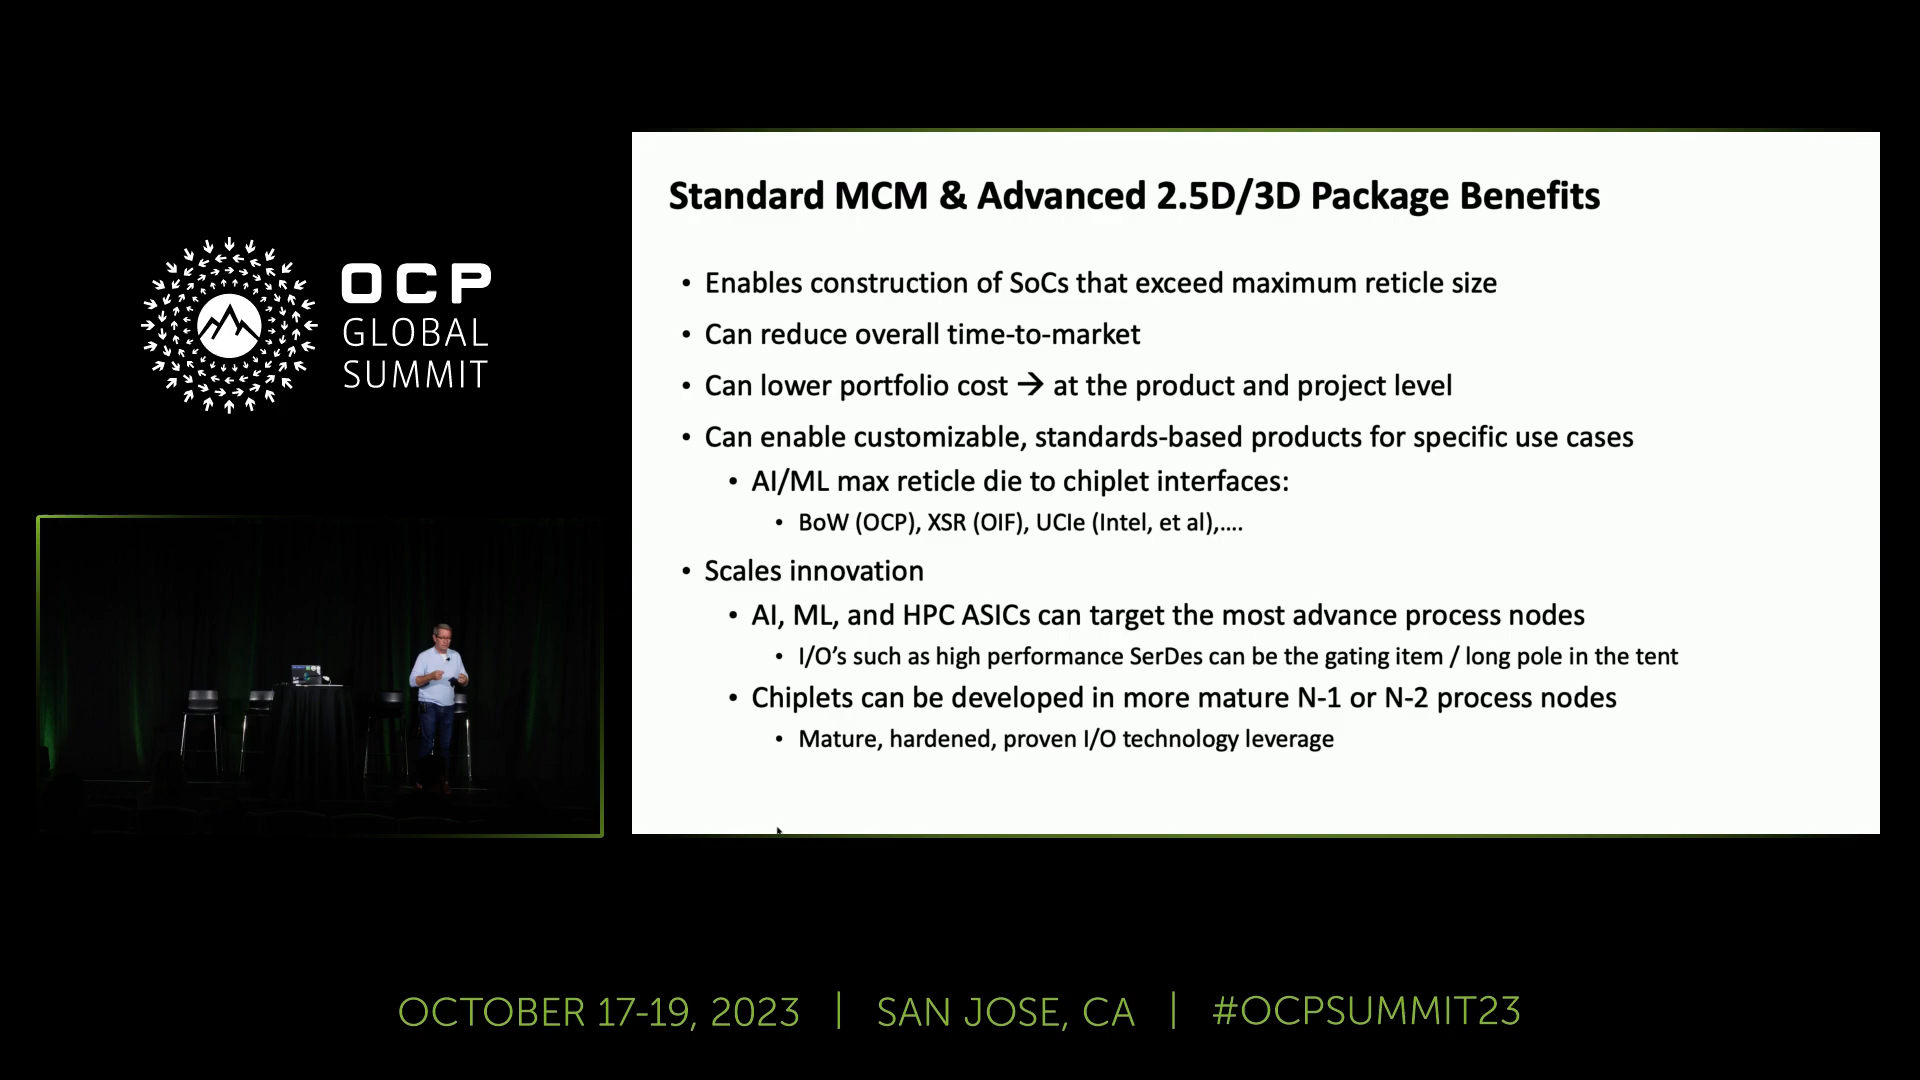 OCP
GLOBAL
SUMMIT
Standard MCM & Advanced 2.5D/3D Package Benefits
• Enables construction of SoCs that exceed maximum reticle size
• Can reduce overall time-to-market
• Can lower portfolio cost → at the product and project level
• Can enable customizable, standards-based products for specific use cases
• AI/ML max reticle die to chiplet interfaces:
• BoW (OCP), XSR (OIF), UCIe (Intel, et al),....
• Scales innovation
• AI, ML, and HPC ASICs can target the most advance process nodes
• I/O's such as high performance SerDes can be the gating item / long pole in the tent
• Chiplets can be developed in more mature N-1 or N-2 process nodes
• Mature, hardened, proven I/O technology leverage
OCTOBER 17-19, 2023 | SAN JOSE, CA | #OCPSUMMIT23